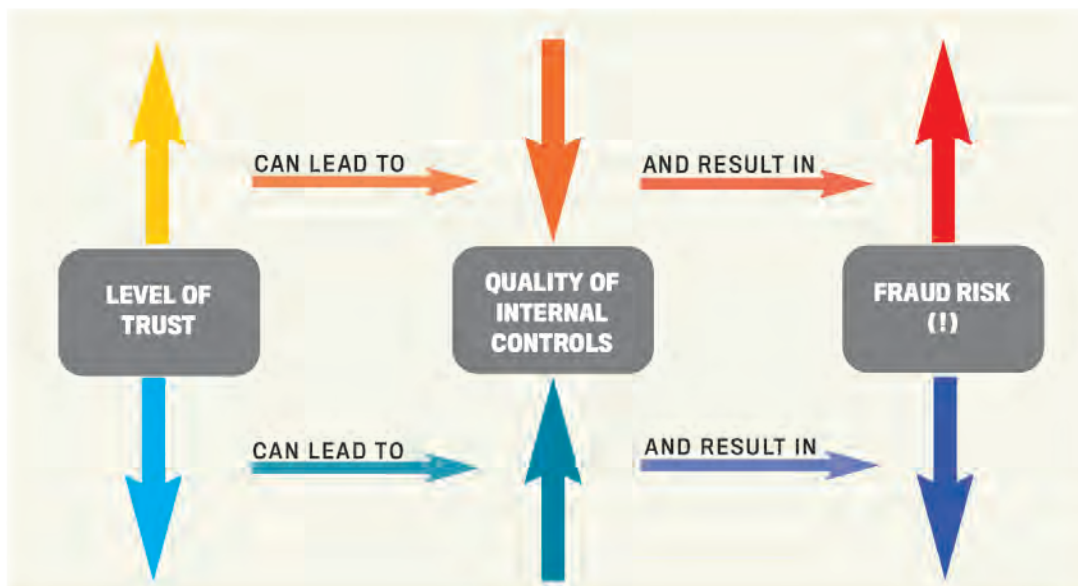 CAN LEAD TO
AND RESULT IN
LEVEL OF
TRUST
QUALITY OF
INTERNAL
CONTROLS
FRAUD RISK
(!)
CAN LEAD TO
AND RESULT IN